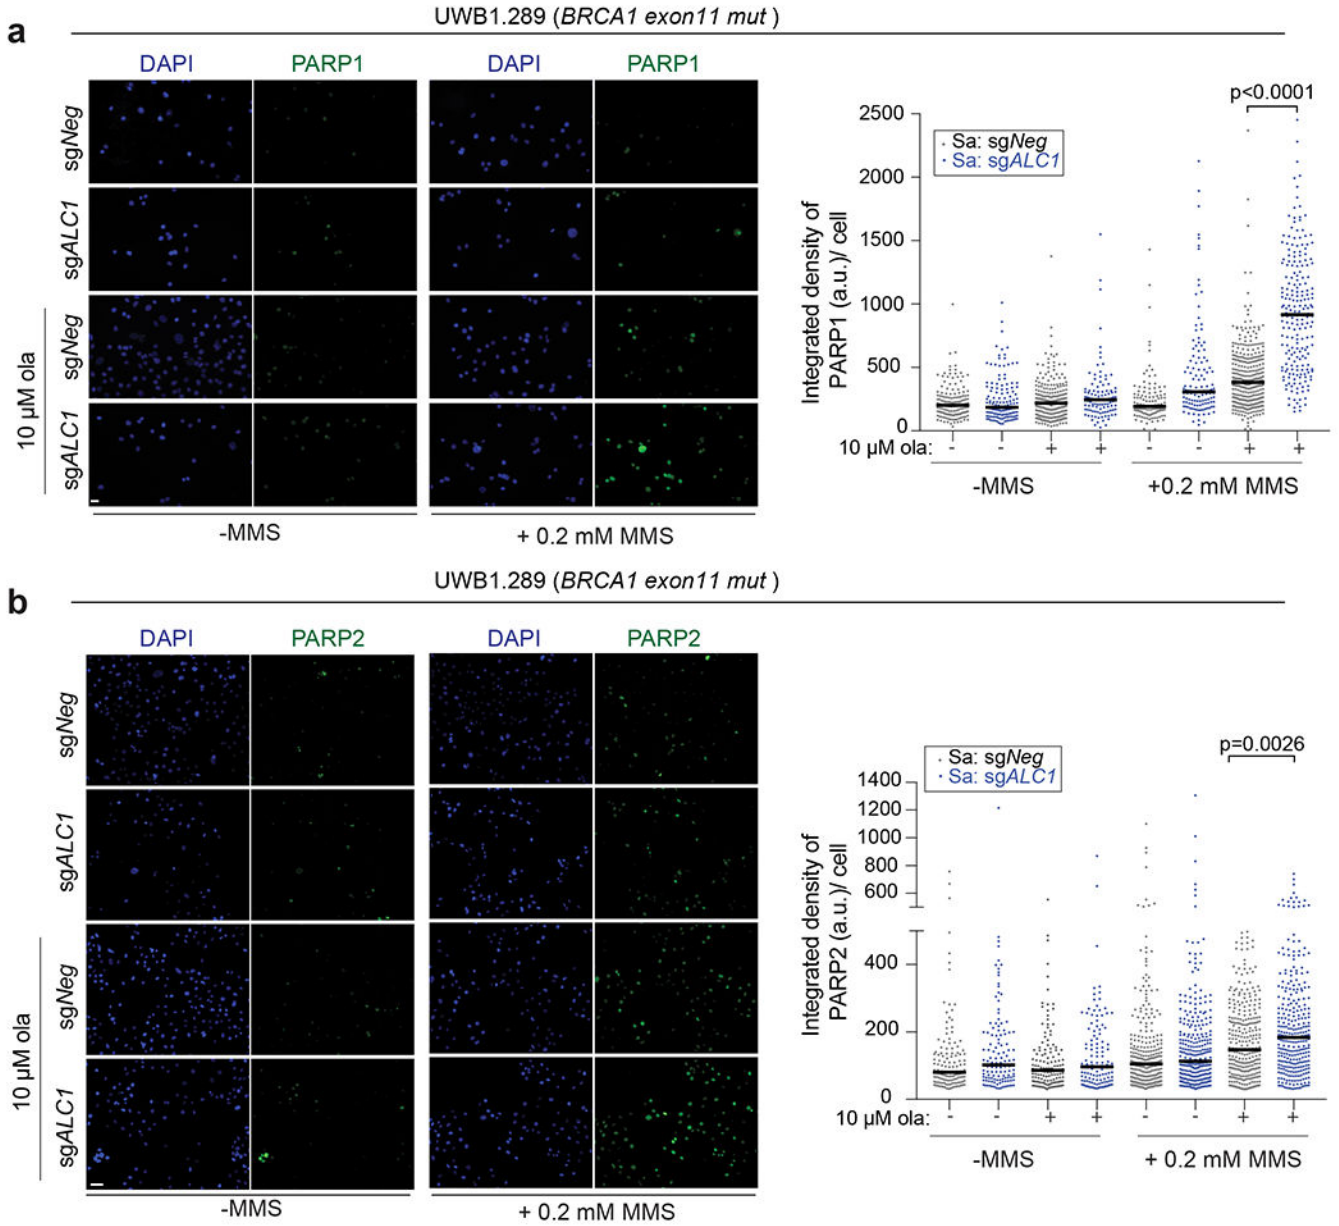 a
UWB1.289 (BRCA1 exon11 mut )
DAPI PARP1 DAPI PARP1
sgNeg
sgALC1
sgNeg
sgALC1
10 µM ola
-MMS
+ 0.2 mM MMS
p<0.0001
Sa: sgNeg
Sa: sgALC1
Integrated density of
PARP1 (a.u.)/ cell
2500
2000
1500
1000
500
0
10 µM ola: - - + + - - + +
-MMS +0.2 mM MMS
b
UWB1.289 (BRCA1 exon11 mut )
DAPI PARP2 DAPI PARP2
sgNeg
sgALC1
sgNeg
sgALC1
10 µM ola
-MMS
+ 0.2 mM MMS
p=0.0026
Sa: sgNeg
Sa: sgALC1
Integrated density of
PARP2 (a.u.)/ cell
1400
1200
1000
800
600
400
200
0
10 µM ola: - - + + - - + +
-MMS + 0.2 mM MMS